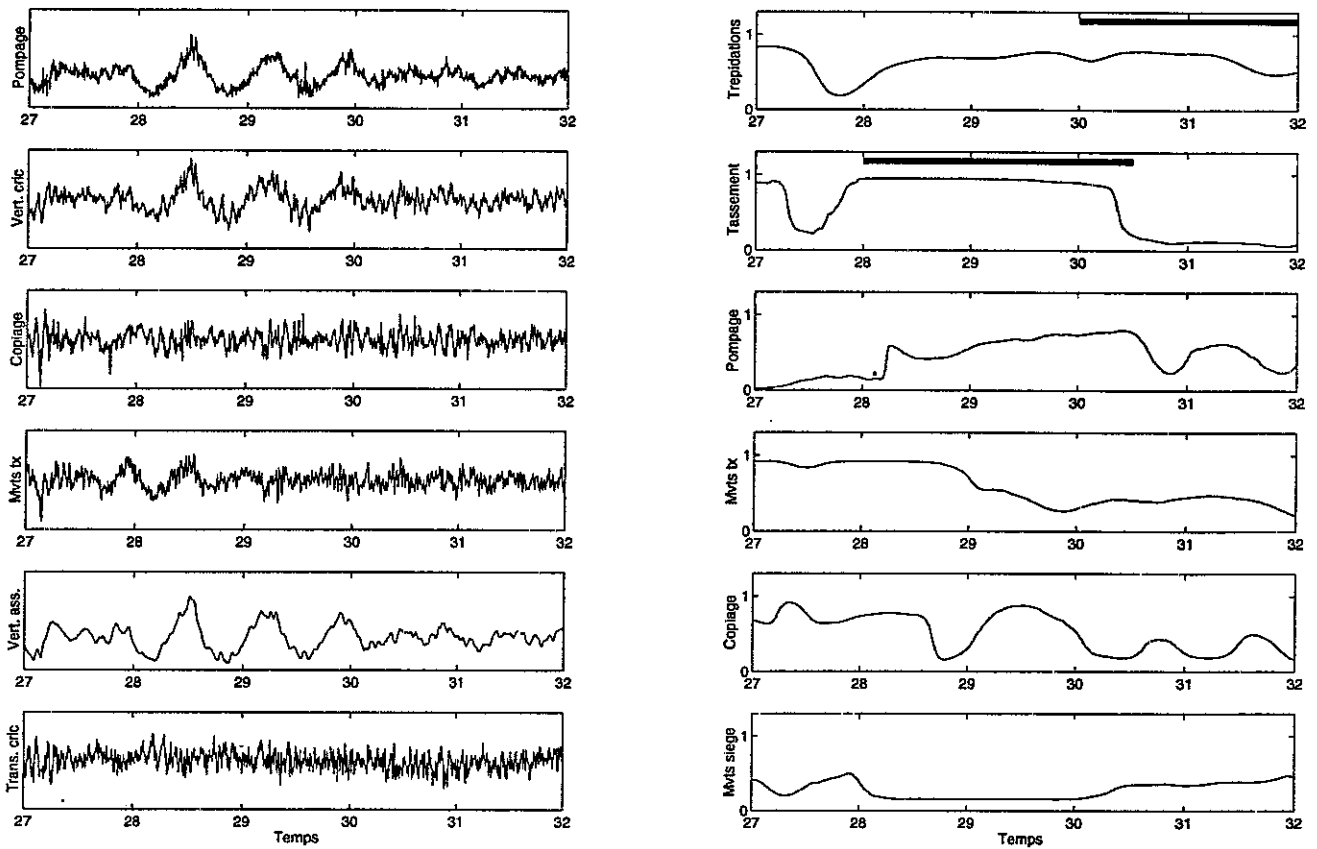 Pompage
27 28 29 30 31 32
Vert. cric
27 28 29 30 31 32
Copiage
27 28 29 30 31 32
Mvts tx
27 28 29 30 31 32
Vert. ass.
27 28 29 30 31 32
Trans. cric
27 28 29 30 31 32
Temps
Trepidations
1
0
27 28 29 30 31 32
Tassement
1
0
27 28 29 30 31 32
Pompage
1
0
27 28 29 30 31 32
Mvts tx
1
0
27 28 29 30 31 32
Copiage
1
0
27 28 29 30 31 32
Mvts siege
1
0
27 28 29 30 31 32
Temps